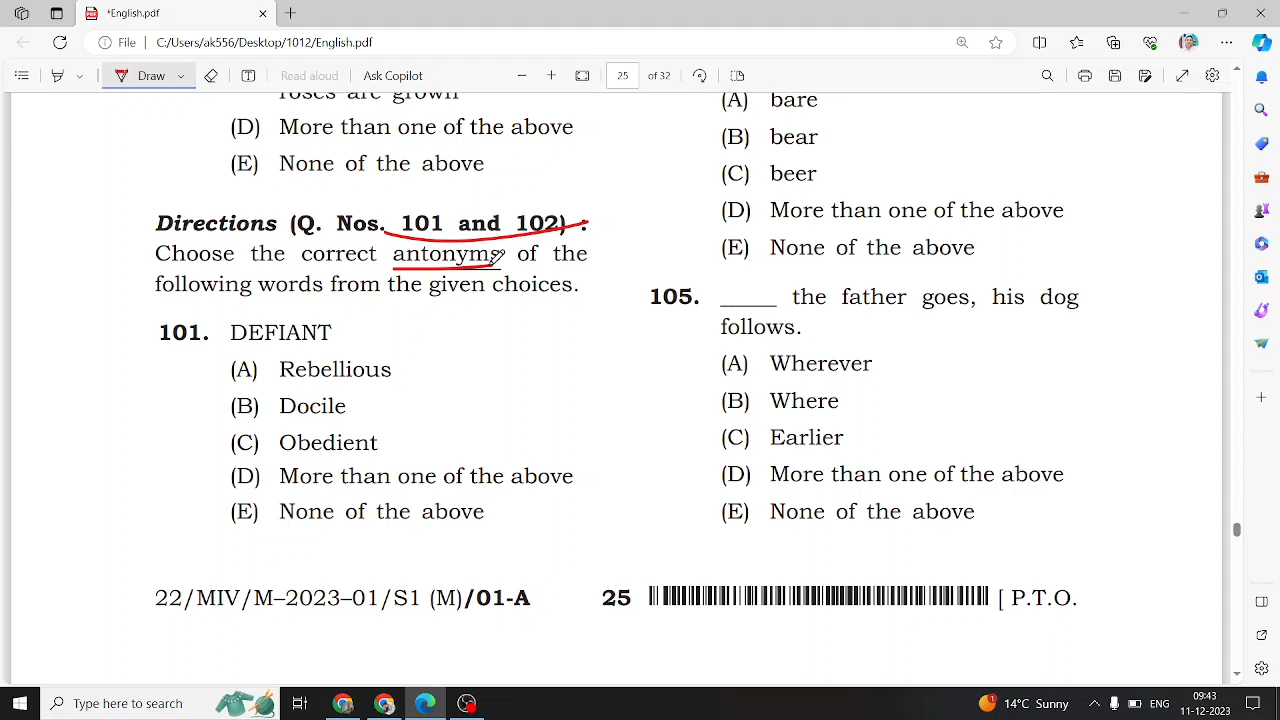 *English.pdf
File
C:/Users/ak556/Desktop/1012/English.pdf
Draw
Read aloud
Ask Copilot
25
of 32
roses are grown
(D) More than one of the above
(E) None of the above
Directions (Q. Nos. 101 and 102) :
Choose the correct antonyms of the
following words from the given choices.
101. DEFIANT
(A) Rebellious
(B) Docile
(C) Obedient
(D) More than one of the above
(E) None of the above
(A) bare
(B) bear
(C) beer
(D) More than one of the above
(E) None of the above
105. _____ the father goes, his dog
follows.
(A) Wherever
(B) Where
(C) Earlier
(D) More than one of the above
(E) None of the above
22/MIV/M–2023–01/S1 (M)/01-A
25
[ P.T.O.
Type here to search
1
14°C Sunny
ENG
09:43
11-12-2023